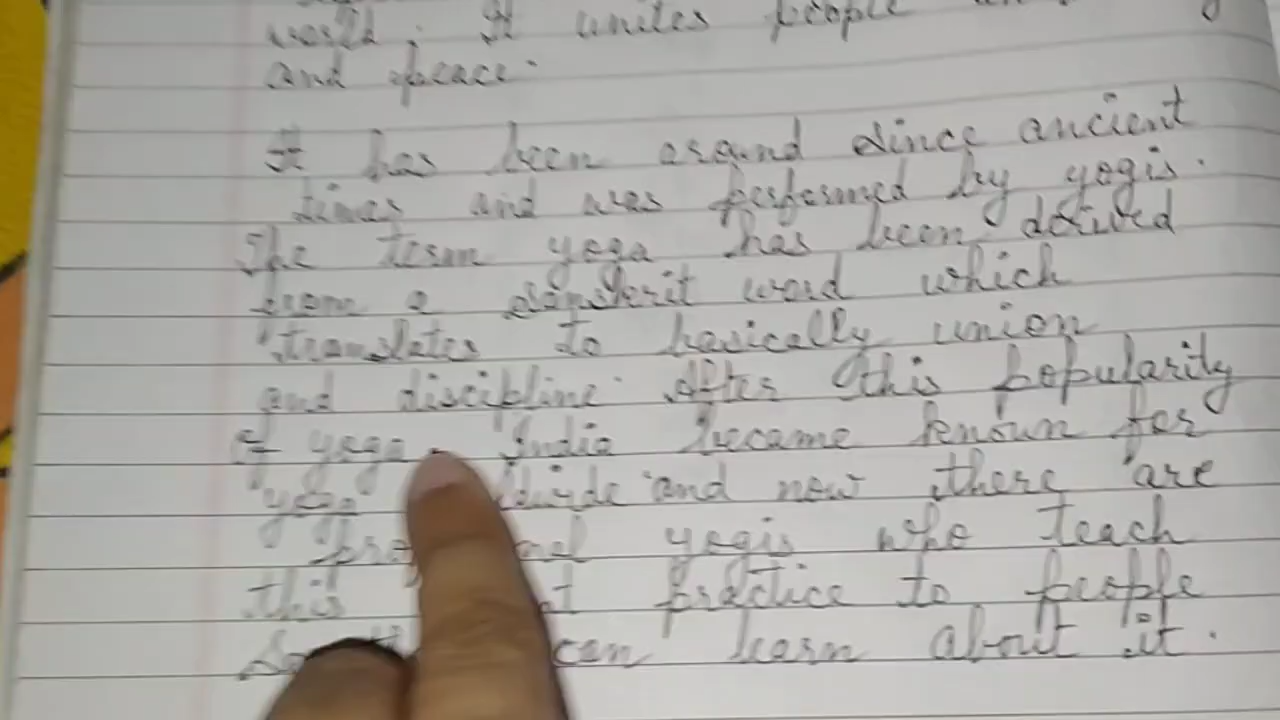 world. It unites people
and peace.
It has been around since ancient
times and was performed by yogis.
The term yoga has been derived
from a sanskrit word which
translates to basically union
and discipline. After this popularity
of yoga India became known for
yoga and now there are
yogis who teach
this practice to people
can learn about it.